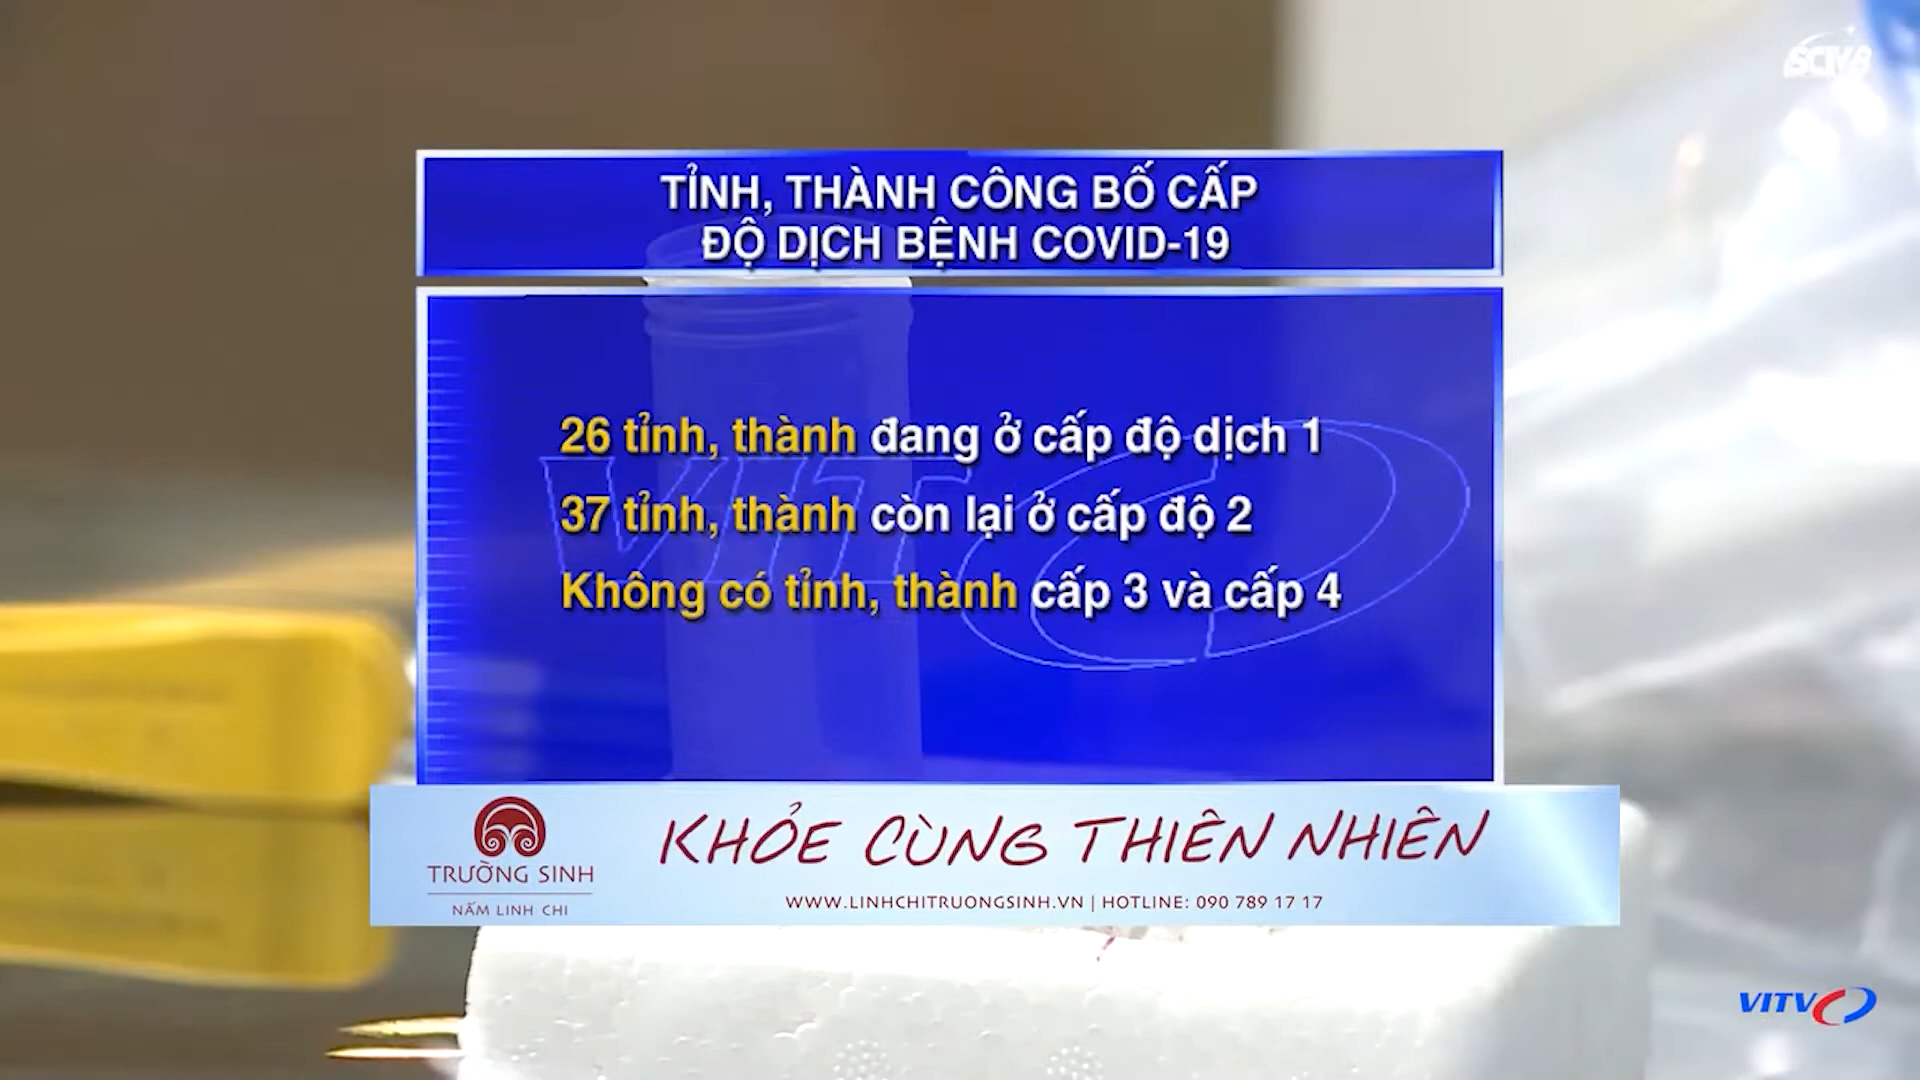 SCTV8
TỈNH, THÀNH CÔNG BỐ CẤP
ĐỘ DỊCH BỆNH COVID-19
26 tỉnh, thành đang ở cấp độ dịch 1
37 tỉnh, thành còn lại ở cấp độ 2
Không có tỉnh, thành cấp 3 và cấp 4
VITV
TRƯỜNG SINH
NẤM LINH CHI
KHỎE CÙNG THIÊN NHIÊN
WWW.LINHCHITRUONGSINH.VN | HOTLINE: 090 789 17 17
VITV